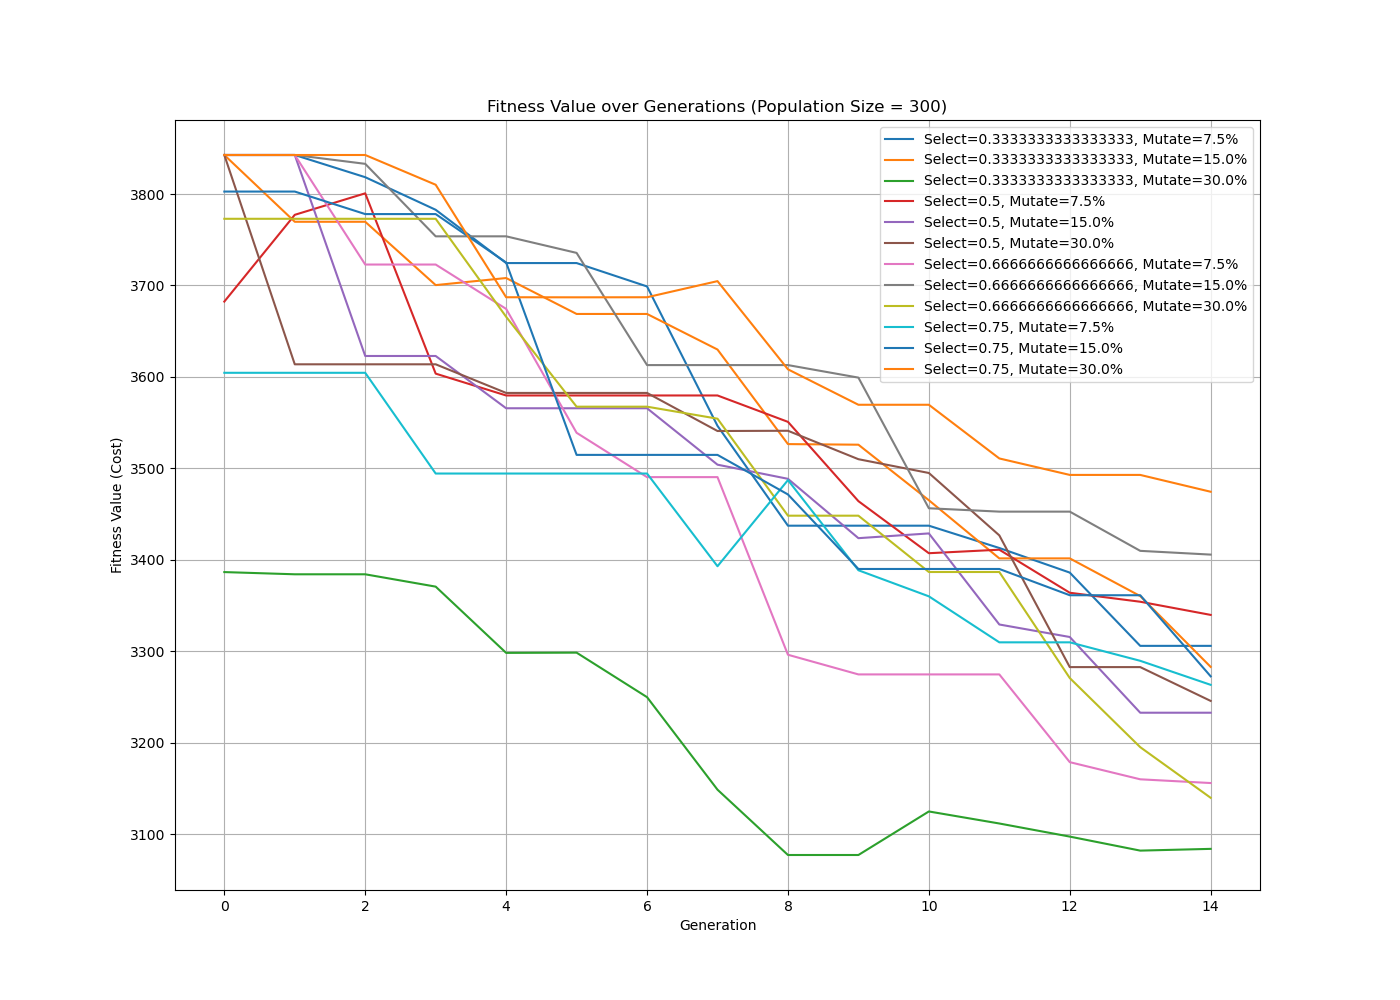 Fitness Value over Generations (Population Size = 300)
Select=0.3333333333333333, Mutate=7.5%
Select=0.3333333333333333, Mutate=15.0%
Select=0.3333333333333333, Mutate=30.0%
Select=0.5, Mutate=7.5%
Select=0.5, Mutate=15.0%
Select=0.5, Mutate=30.0%
Select=0.6666666666666666, Mutate=7.5%
Select=0.6666666666666666, Mutate=15.0%
Select=0.6666666666666666, Mutate=30.0%
Select=0.75, Mutate=7.5%
Select=0.75, Mutate=15.0%
Select=0.75, Mutate=30.0%
Fitness Value (Cost)
3800
3700
3600
3500
3400
3300
3200
3100
0 2 4 6 8 10 12 14
Generation